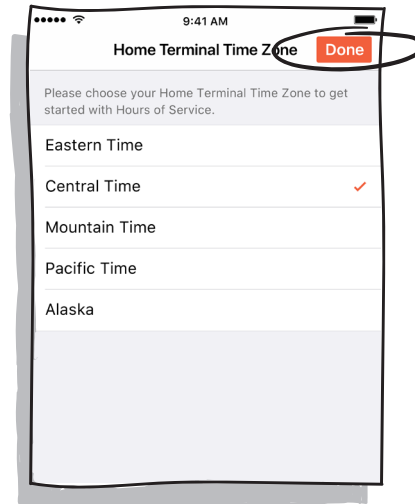 9:41 AM
Home Terminal Time Zone Done
Please choose your Home Terminal Time Zone to get
started with Hours of Service.
Eastern Time
Central Time
Mountain Time
Pacific Time
Alaska